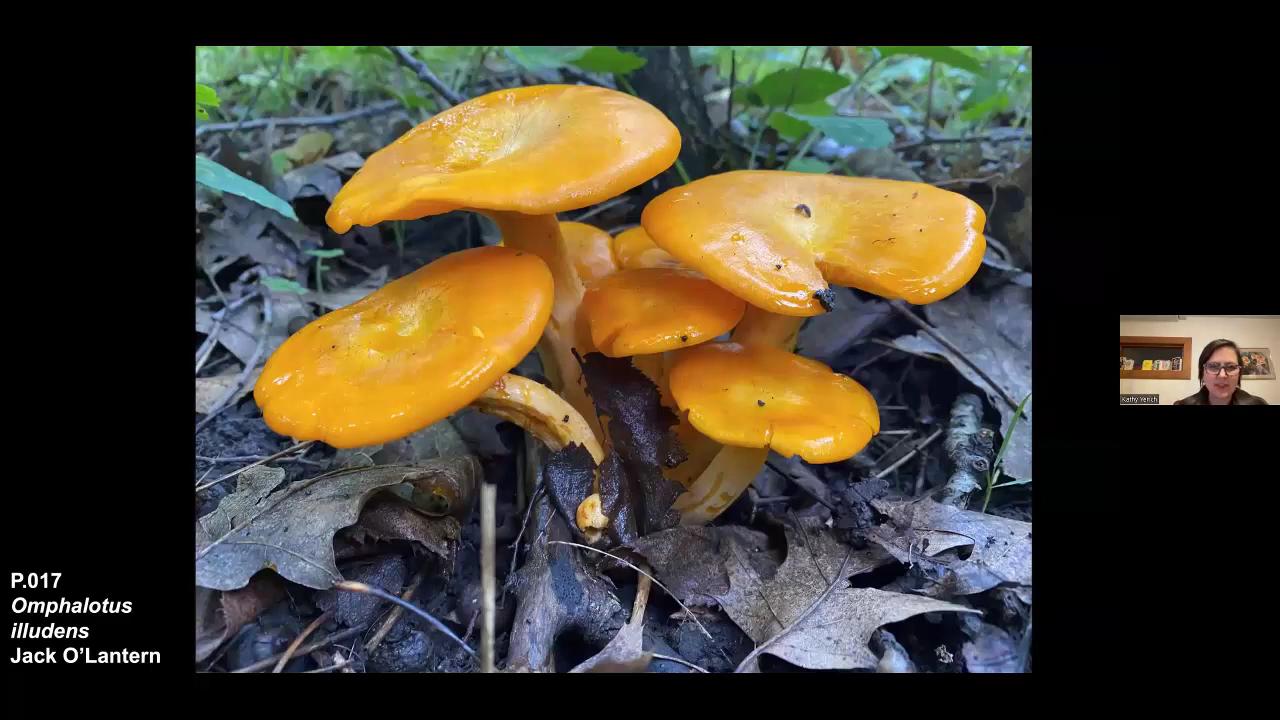 P.017
Omphalotus
illudens
Jack O’Lantern
Kathy Yerich